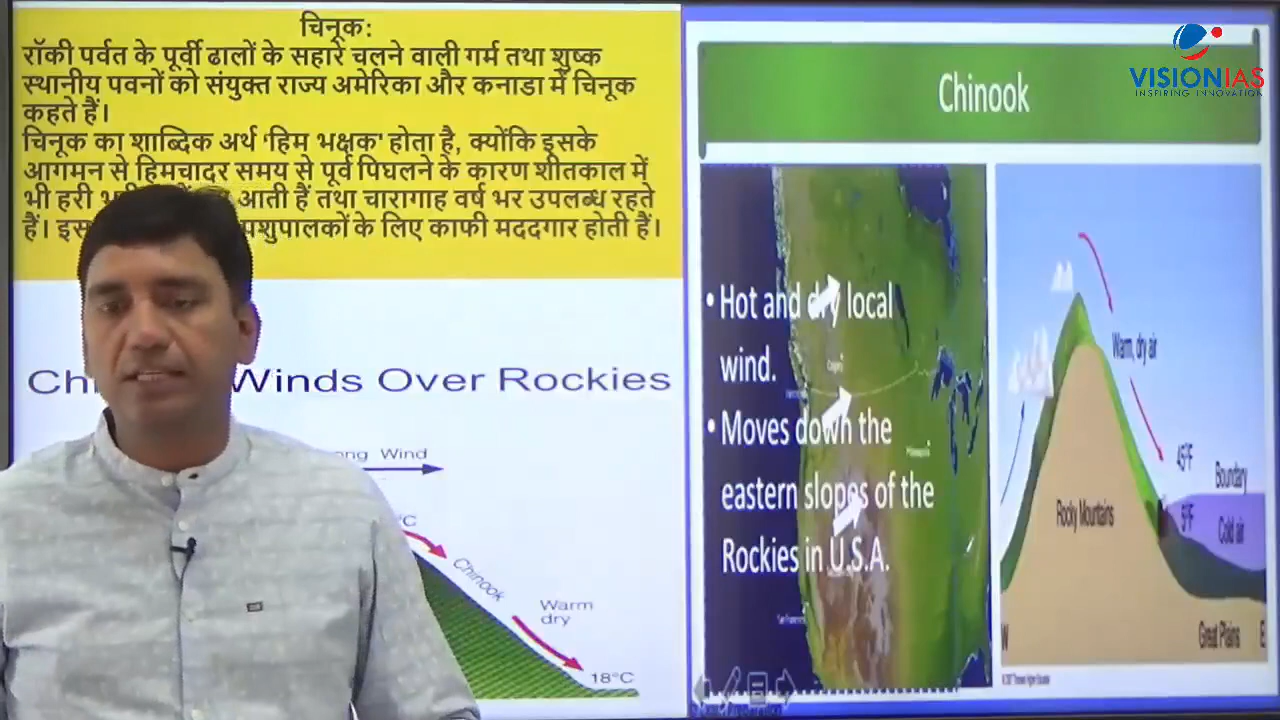 चिनूक:
रॉकी पर्वत के पूर्वी ढालों के सहारे चलने वाली गर्म तथा शुष्क
स्थानीय पवनों को संयुक्त राज्य अमेरिका और कनाडा में चिनूक
कहते हैं।
चिनूक का शाब्दिक अर्थ 'हिम भक्षक' होता है, क्योंकि इसके
आगमन से हिमचादर समय से पूर्व पिघलने के कारण शीतकाल में
भी हरी आती हैं तथा चारागाह वर्ष भर उपलब्ध रहते
हैं। पशुपालकों के लिए काफी मददगार होती हैं।
Winds Over Rockies
Wind
Chinook
Warm
dry
18°C
VISIONIAS
INSPIRING INNOVATION
Chinook
• Hot and dry local
wind.
• Moves down the
eastern slopes of the
Rockies in U.S.A.
Warm, dry air
45°F
Boundary
5°F
Cold air
Rocky Mountains
Great Plains
W
E